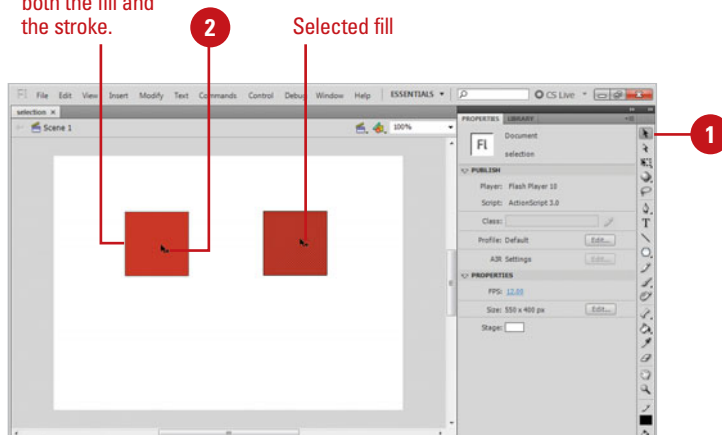 both the fill and
the stroke.
2
Selected fill
Fl File Edit View Insert Modify Text Commands Control Debug Window Help ESSENTIALS CS Live
selection ×
Scene 1
100%
PROPERTIES LIBRARY
Fl
Document
selection
PUBLISH
Player: Flash Player 10
Script: ActionScript 3.0
Class:
Profile: Default Edit...
AIR Settings Edit...
PROPERTIES
FPS: 12.00
Size: 550 x 400 px Edit...
Stage:
T
1